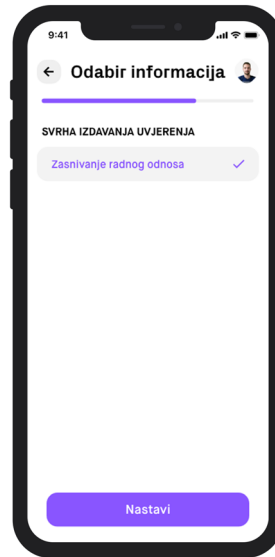 9:41
Odabir informacija
SVRHA IZDAVANJA UVJERENJA
Zasnivanje radnog odnosa
Nastavi